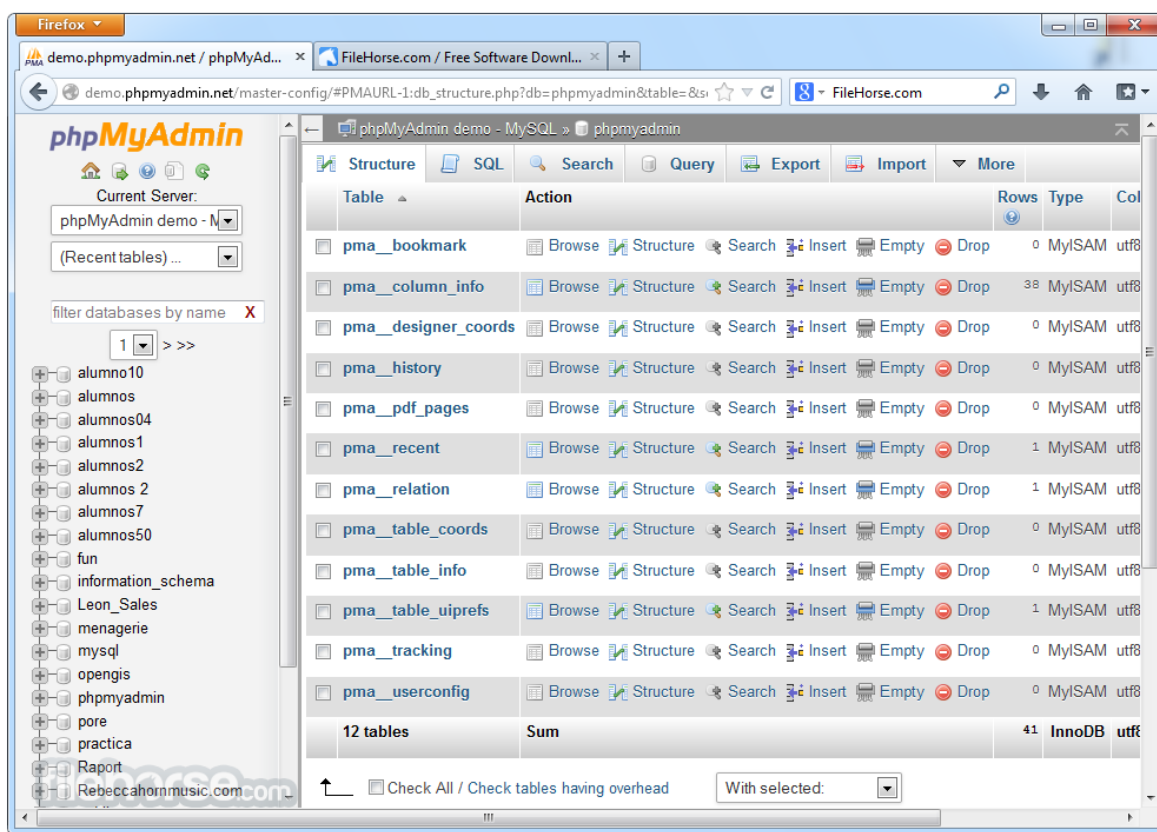 Firefox
demo.phpmyadmin.net / phpMyAd... × FileHorse.com / Free Software Downl... × +
demo.phpmyadmin.net/master-config/#PMAURL-1:db_structure.php?db=phpmyadmin&table=&s FileHorse.com
phpMyAdmin
Current Server:
phpMyAdmin demo - M
(Recent tables) ...
filter databases by name X
1 > >>
alumno10
alumnos
alumnos04
alumnos1
alumnos2
alumnos 2
alumnos7
alumnos50
fun
information_schema
Leon_Sales
menagerie
mysql
opengis
phpmyadmin
pore
practica
Raport
Rebeccahornmusic.com
phpMyAdmin demo - MySQL » phpmyadmin
Structure SQL Search Query Export Import More
Table Action Rows Type Col
pma__bookmark Browse Structure Search Insert Empty Drop 0 MyISAM utf8
pma__column_info Browse Structure Search Insert Empty Drop 38 MyISAM utf8
pma__designer_coords Browse Structure Search Insert Empty Drop 0 MyISAM utf8
pma__history Browse Structure Search Insert Empty Drop 0 MyISAM utf8
pma__pdf_pages Browse Structure Search Insert Empty Drop 0 MyISAM utf8
pma__recent Browse Structure Search Insert Empty Drop 1 MyISAM utf8
pma__relation Browse Structure Search Insert Empty Drop 1 MyISAM utf8
pma__table_coords Browse Structure Search Insert Empty Drop 0 MyISAM utf8
pma__table_info Browse Structure Search Insert Empty Drop 0 MyISAM utf8
pma__table_uiprefs Browse Structure Search Insert Empty Drop 1 MyISAM utf8
pma__tracking Browse Structure Search Insert Empty Drop 0 MyISAM utf8
pma__userconfig Browse Structure Search Insert Empty Drop 0 MyISAM utf8
12 tables Sum 41 InnoDB utf8
Check All / Check tables having overhead With selected:
filehorse.com